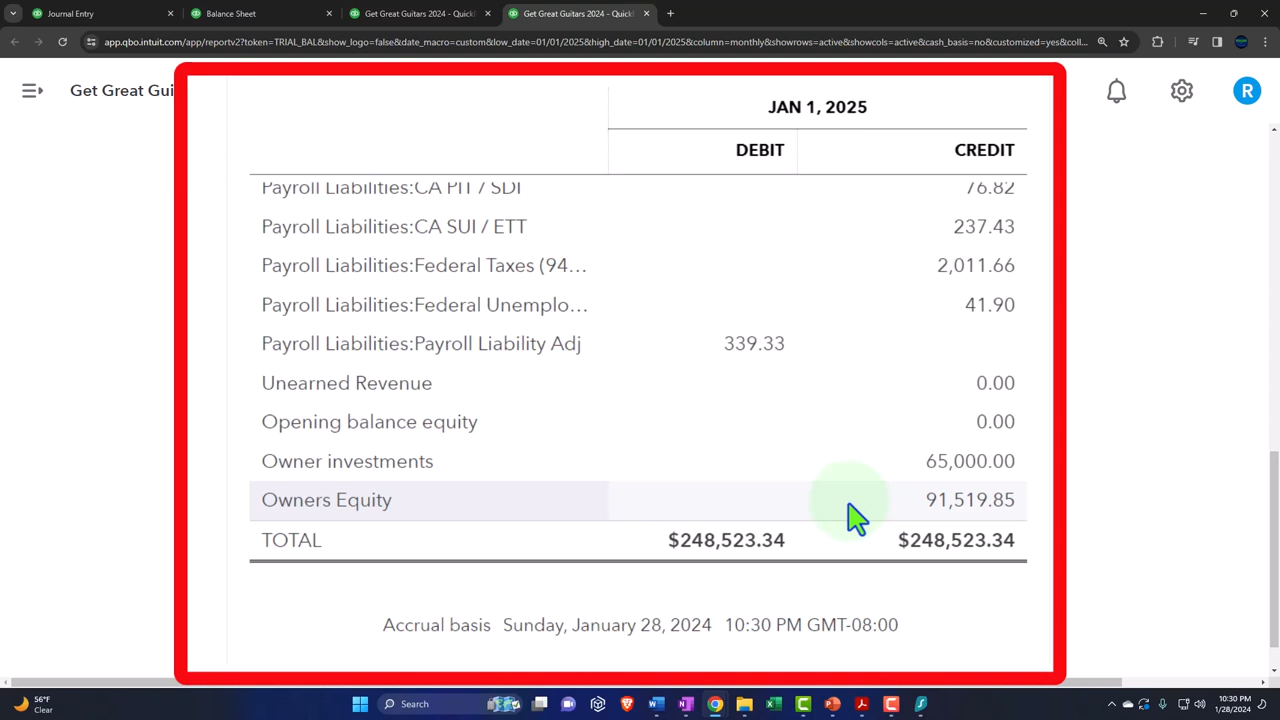 Journal Entry
Balance Sheet
Get Great Guitars 2024 - Quick
Get Great Guitars 2024 - Quick
app.qbo.intuit.com/app/reportv2?token=TRIAL_BAL&show_logo=false&date_macro=custom&low_date=01/01/2025&high_date=01/01/2025&column=monthly&showrows=active&showcols=active&cash_basis=no&customized=yes&coll...
Get Great Gui
R
JAN 1, 2025
DEBIT CREDIT
Payroll Liabilities:CA PIT / SDI 76.82
Payroll Liabilities:CA SUI / ETT 237.43
Payroll Liabilities:Federal Taxes (94... 2,011.66
Payroll Liabilities:Federal Unemplo... 41.90
Payroll Liabilities:Payroll Liability Adj 339.33
Unearned Revenue 0.00
Opening balance equity 0.00
Owner investments 65,000.00
Owners Equity 91,519.85
TOTAL $248,523.34 $248,523.34
Accrual basis Sunday, January 28, 2024 10:30 PM GMT-08:00
56°F
Clear
Search
10:30 PM
1/28/2024